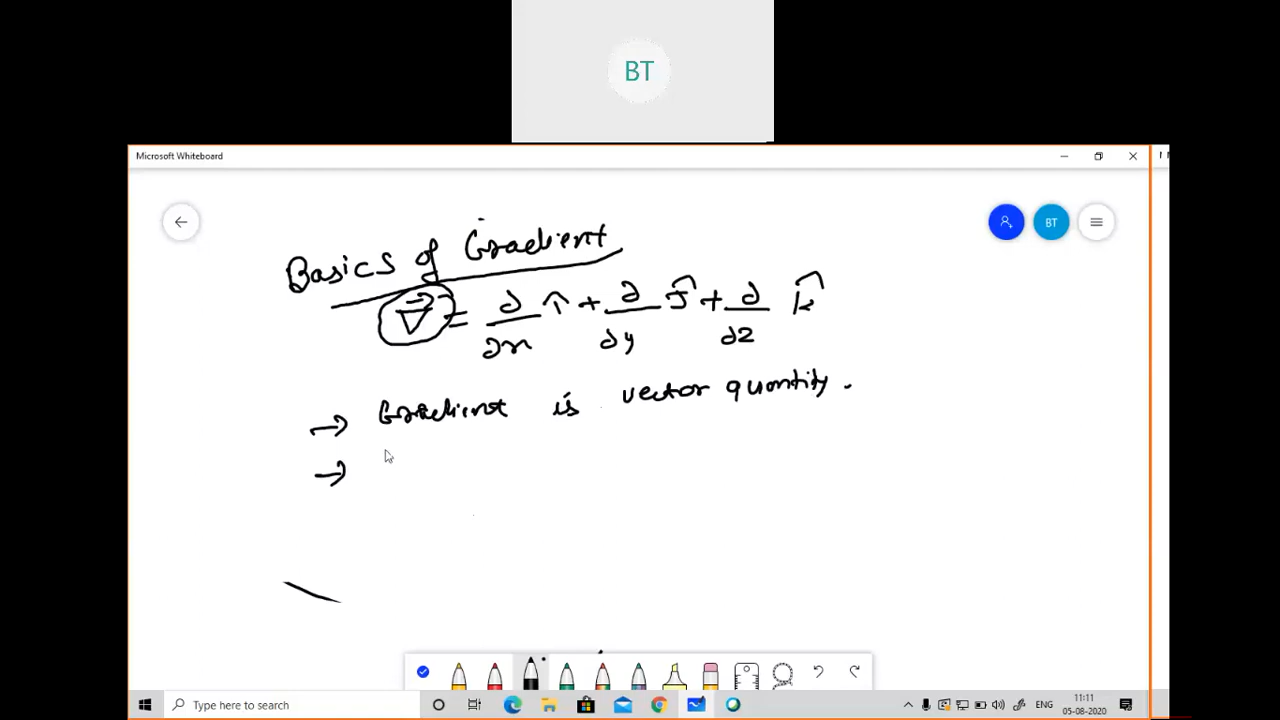 BT
Microsoft Whiteboard
BT
Basics of Gradient
∇⃗ = ∂/∂x î + ∂/∂y ĵ + ∂/∂z k̂
→ Gradient is vector quantity.
→
Type here to search
ENG
11:11
05-08-2020